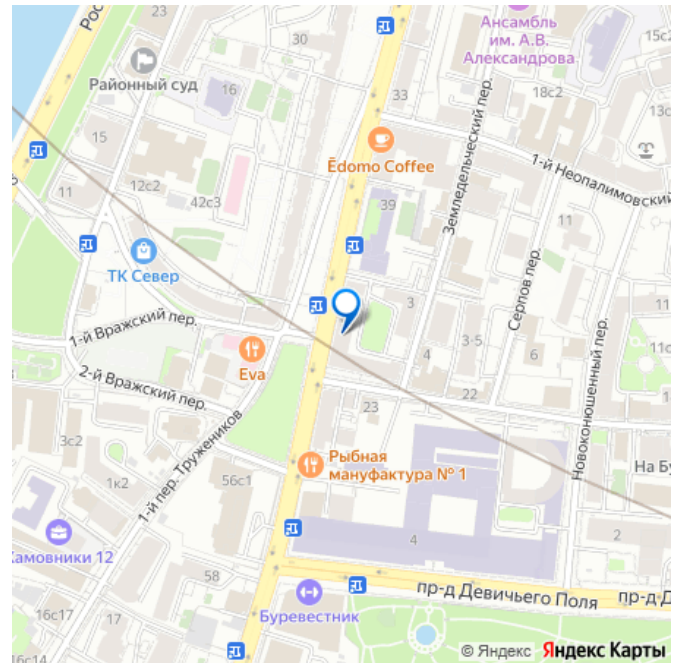 Рос
30
Ансамбль
им. А.В.
Александрова
15с2
Районный суд
16
33
18с2
13с
15
Ēdomo Coffee
Земледельческий пер.
1-й Неопалимовский
11
12с2
42с3
39
11
ТК Север
3
Серпов пер.
11
1-й Вражский пер.
3-5
Eva
4
6
11с
2-й Вражский пер.
22
23
Новоконюшенный пер.
3с2
1-й пер. Тружеников
Рыбная
мануфактура № 1
На Бу
1к2
56с1
Хамовники 12
4
2
58
пр-д Девичьего Поля
пр-д Д
Буревестник
16с17
17
16с
© Яндекс Яндекс Карты